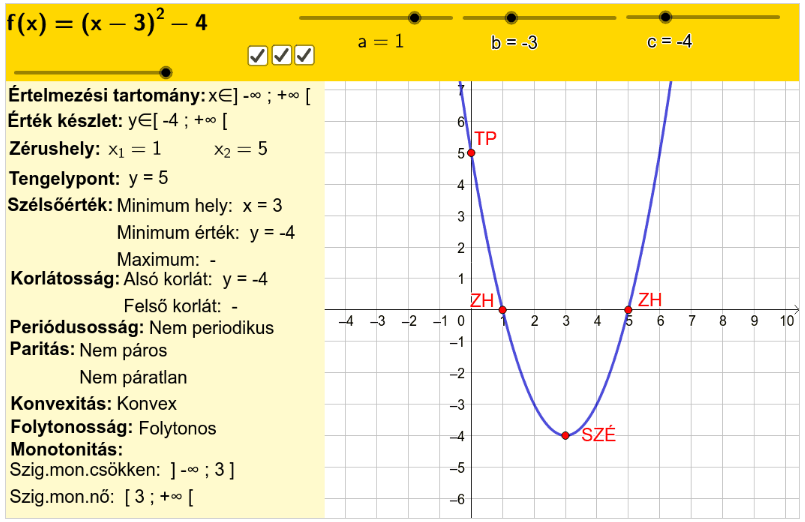 f(x) = (x − 3)² − 4
a = 1
b = -3
c = -4
Értelmezési tartomány: x∈] -∞ ; +∞ [
Érték készlet: y∈[ -4 ; +∞ [
Zérushely: x₁ = 1 x₂ = 5
Tengelypont: y = 5
Szélsőérték: Minimum hely: x = 3
Minimum érték: y = -4
Maximum: -
Korlátosság: Alsó korlát: y = -4
Felső korlát: -
Periódusosság: Nem periodikus
Paritás: Nem páros
Nem páratlan
Konvexitás: Konvex
Folytonosság: Folytonos
Monotonitás:
Szig.mon.csökken: ] -∞ ; 3 ]
Szig.mon.nő: [ 3 ; +∞ [
7
6
TP
5
4
3
2
1
ZH ZH
−4 −3 −2 −1 0 1 2 3 4 5 6 7 8 9 10
−1
−2
−3
−4 SZÉ
−5
−6